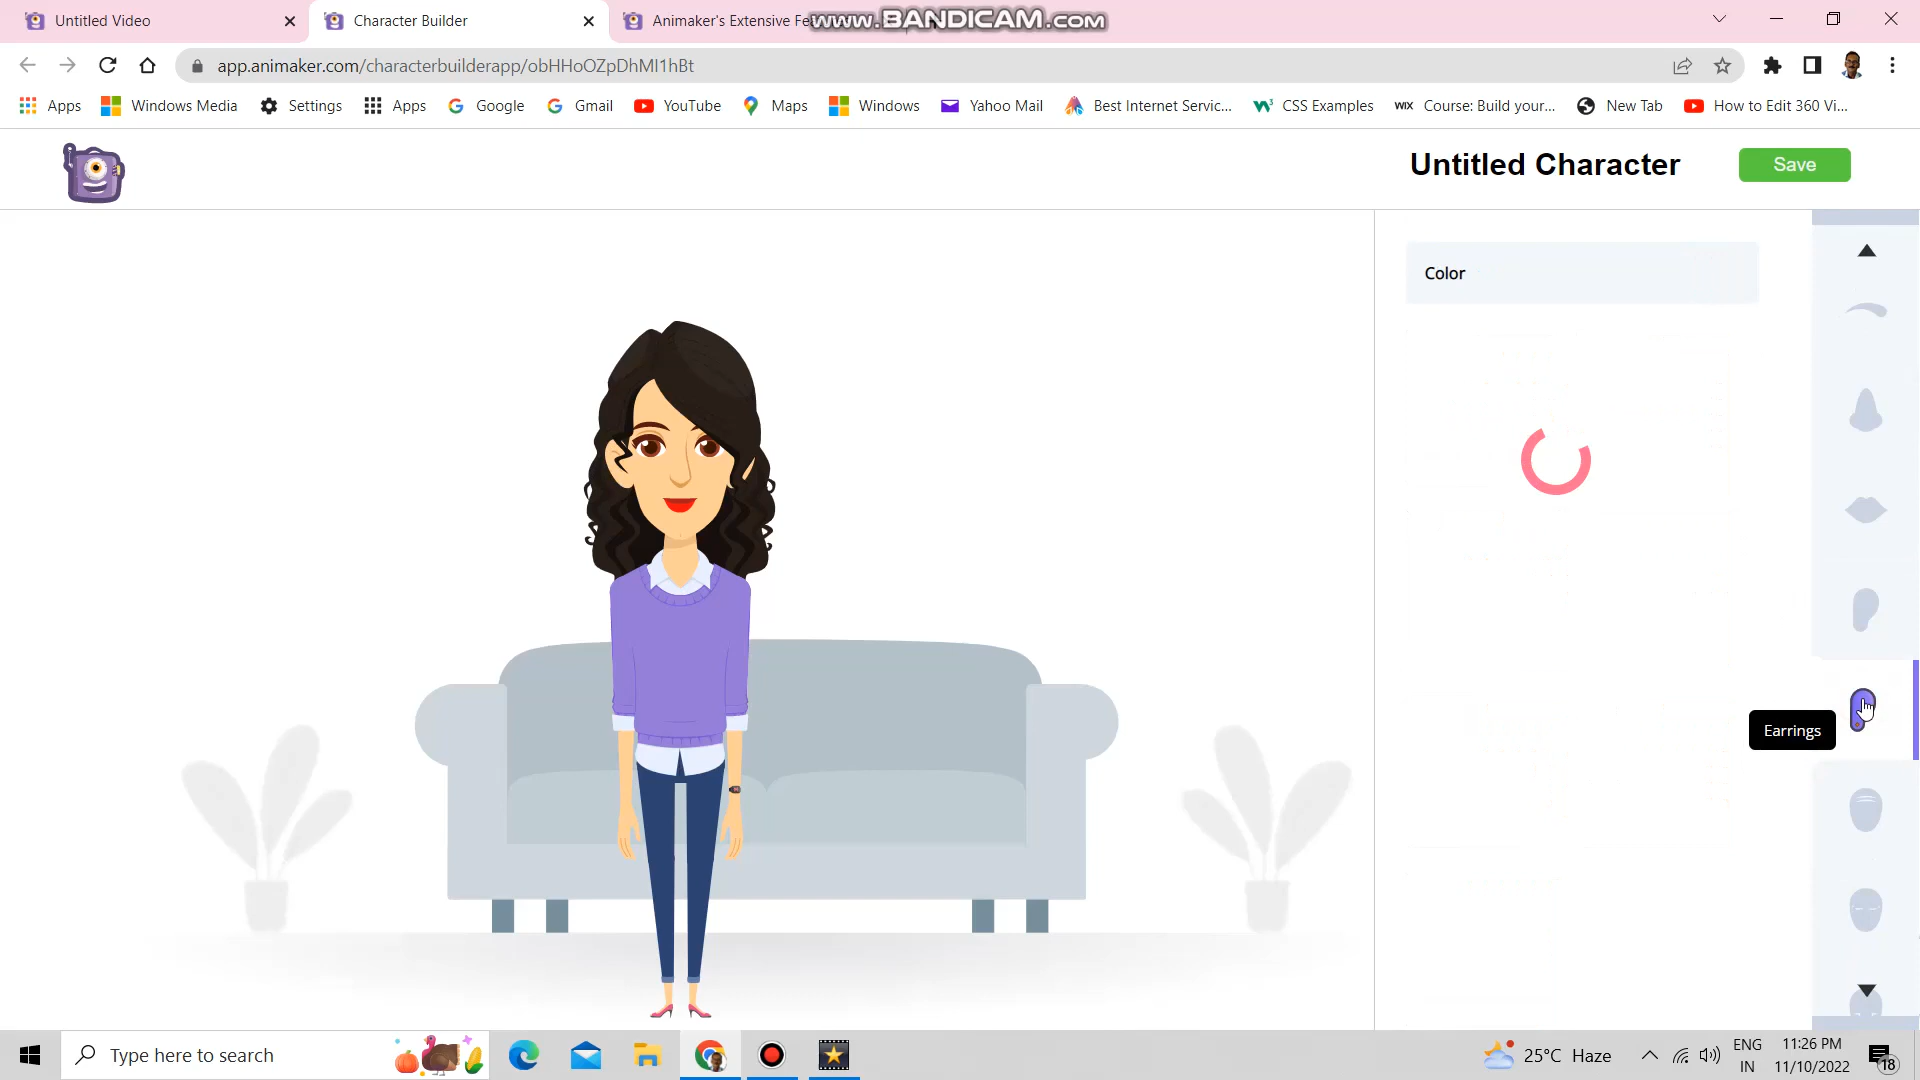 Untitled Video
Character Builder
Animaker's Extensive Fe
www.BANDICAM.com
app.animaker.com/characterbuilderapp/obHHoOZpDhMI1hBt
Apps
Windows Media
Settings
Apps
Google
Gmail
YouTube
Maps
Windows
Yahoo Mail
Best Internet Servic...
CSS Examples
WIX
Course: Build your...
New Tab
How to Edit 360 Vi...
Untitled Character
Save
Color
Earrings
Type here to search
25°C Haze
ENG
IN
11:26 PM
11/10/2022
18